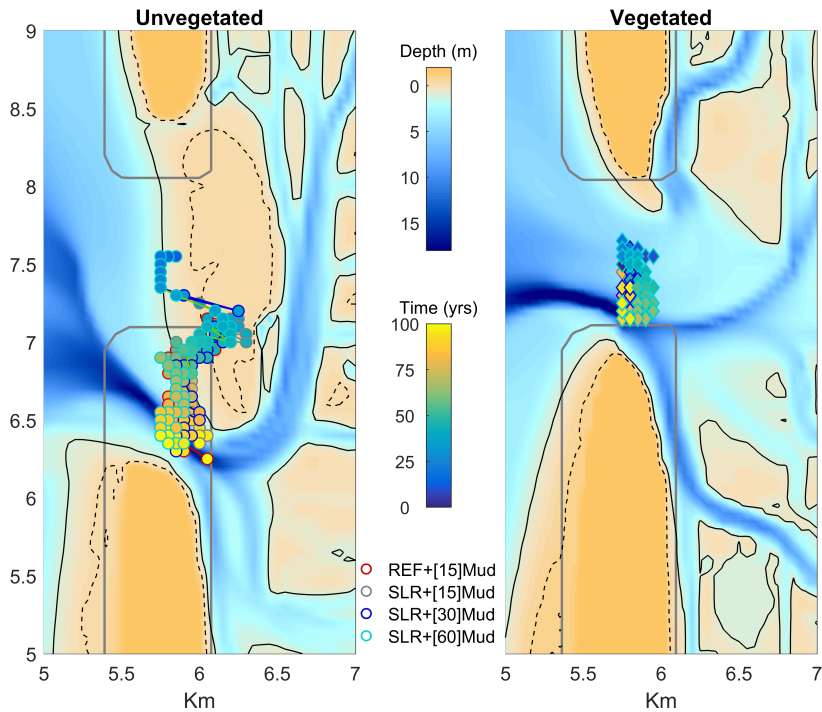 Unvegetated
Vegetated
9
8.5
8
7.5
7
6.5
6
5.5
5
5
5.5
6
6.5
7
Km
Depth (m)
0
5
10
15
Time (yrs)
100
75
50
25
0
REF+[15]Mud
SLR+[15]Mud
SLR+[30]Mud
SLR+[60]Mud
5
5.5
6
6.5
7
Km